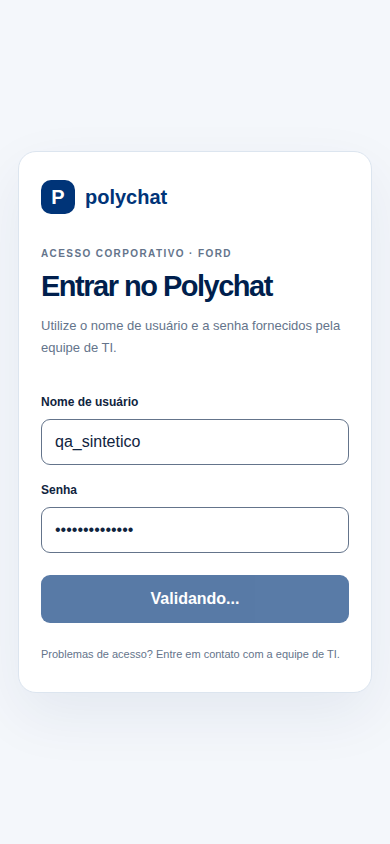 P polychat
ACESSO CORPORATIVO · FORD
Entrar no Polychat
Utilize o nome de usuário e a senha fornecidos pela
equipe de TI.
Nome de usuário
qa_sintetico
Senha
••••••••••••••
Validando...
Problemas de acesso? Entre em contato com a equipe de TI.